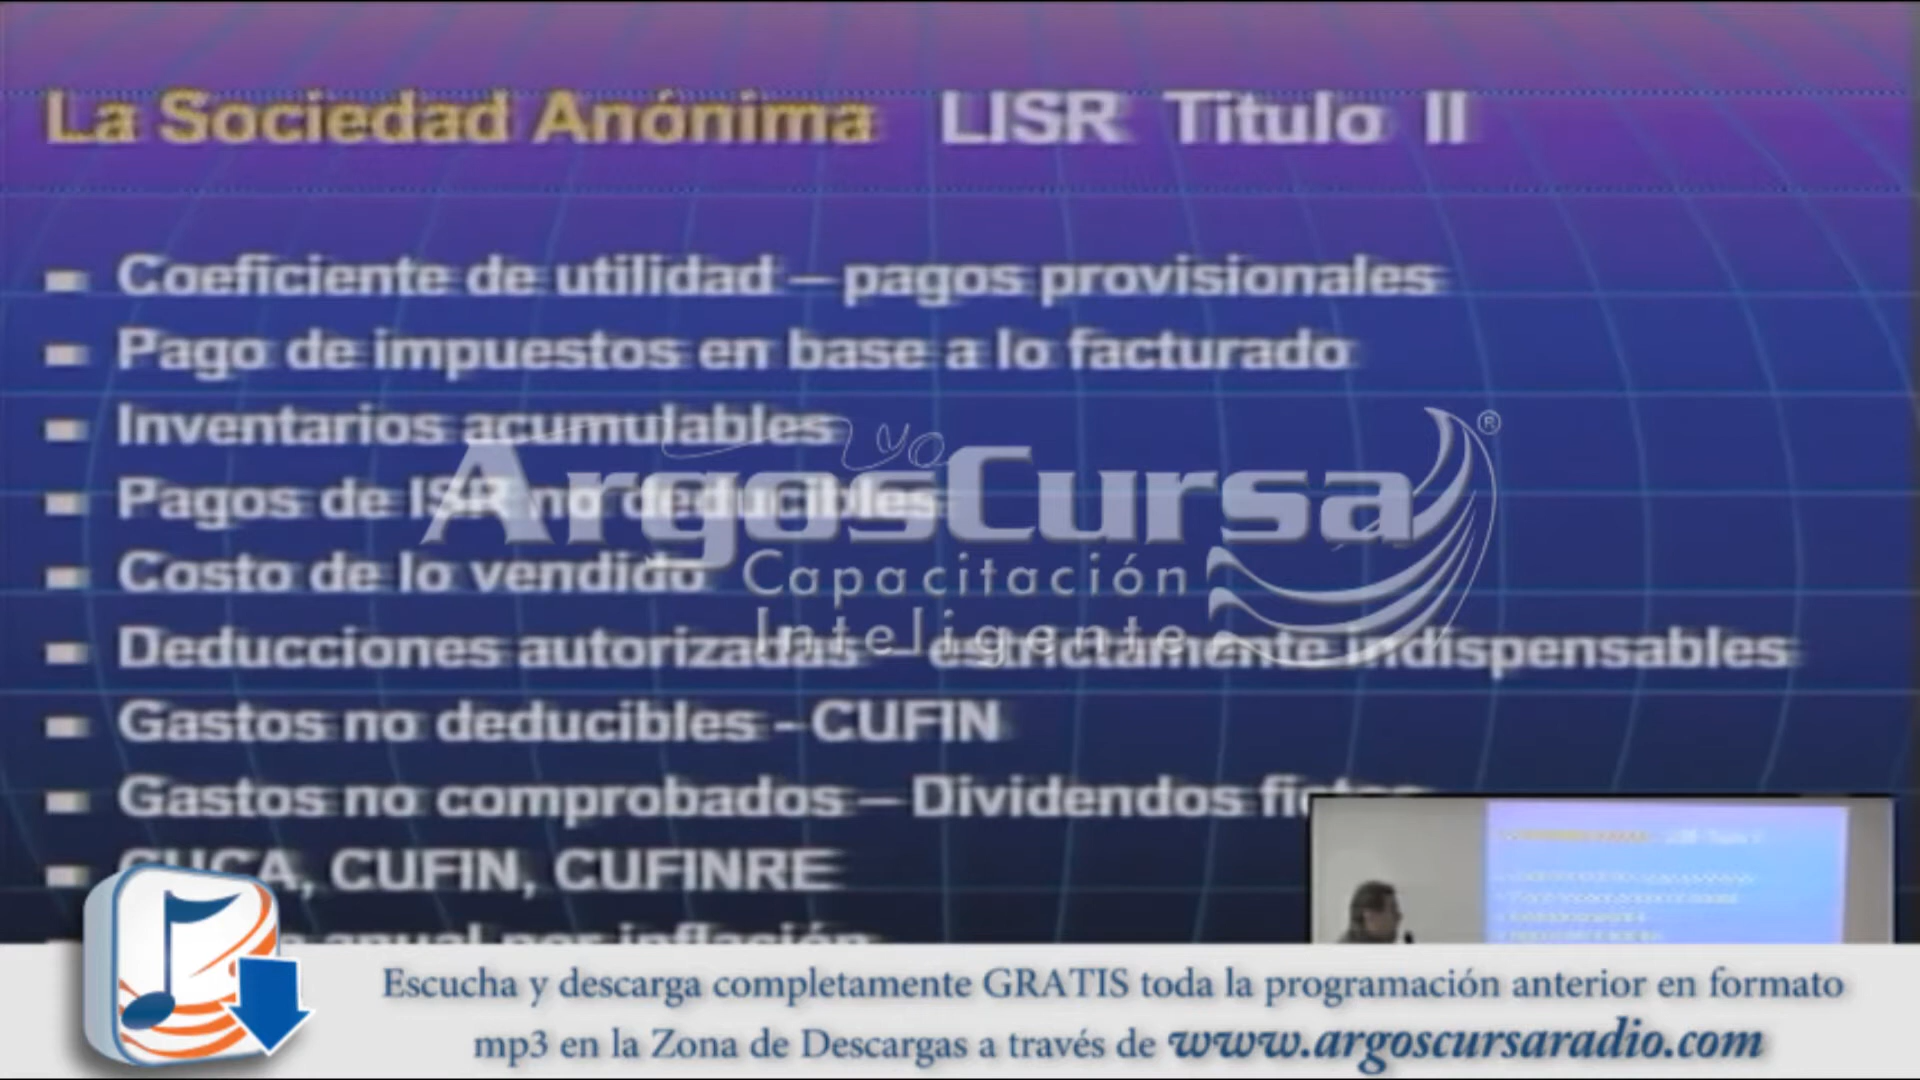 La Sociedad Anónima LISR Titulo II
Coeficiente de utilidad – pagos provisionales
Pago de impuestos en base a lo facturado
Inventarios acumulables
yo
Pagos de ISR no deducibles
ArgosCursa ®
Costo de lo vendido
Capacitación
Inteligente
Deducciones autorizadas – estrictamente indispensables
Gastos no deducibles - CUFIN
Gastos no comprobados – Dividendos
CUFIN, CUFINRE
anual por inflación
Escucha y descarga completamente GRATIS toda la programación anterior en formato
mp3 en la Zona de Descargas a través de www.argoscursaradio.com